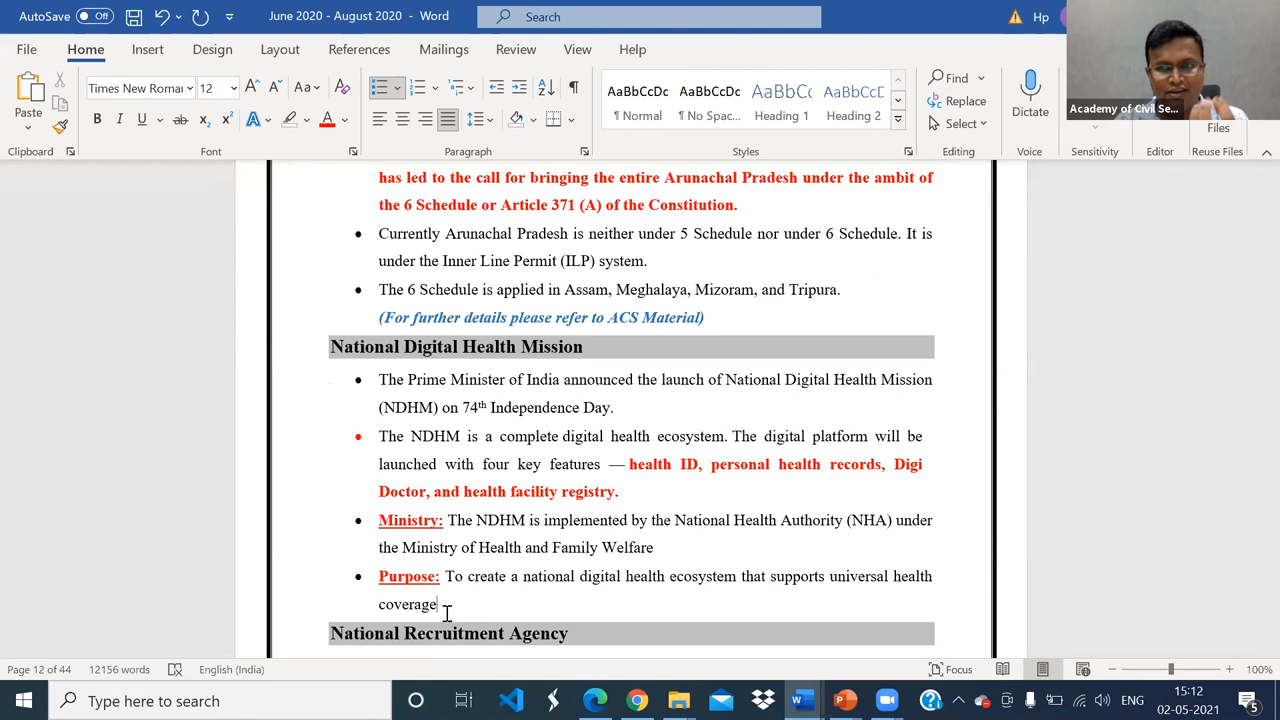 AutoSave Off June 2020 - August 2020 - Word Search Hp
File Home Insert Design Layout References Mailings Review View Help
Times New Roma 12 Aa
AaBbCcDc AaBbCcDc AaBbCcDc AaBbCcDc
Find
Replace
Select
Paste
¶ Normal ¶ No Spac... Heading 1 Heading 2
Dictate
Academy of Civil Se...
Files
Clipboard Font Paragraph Styles Editing Voice Sensitivity Editor Reuse Files
has led to the call for bringing the entire Arunachal Pradesh under the ambit of
the 6 Schedule or Article 371 (A) of the Constitution.
• Currently Arunachal Pradesh is neither under 5 Schedule nor under 6 Schedule. It is
under the Inner Line Permit (ILP) system.
• The 6 Schedule is applied in Assam, Meghalaya, Mizoram, and Tripura.
(For further details please refer to ACS Material)
National Digital Health Mission
• The Prime Minister of India announced the launch of National Digital Health Mission
(NDHM) on 74th Independence Day.
• The NDHM is a complete digital health ecosystem. The digital platform will be
launched with four key features — health ID, personal health records, Digi
Doctor, and health facility registry.
• Ministry: The NDHM is implemented by the National Health Authority (NHA) under
the Ministry of Health and Family Welfare
• Purpose: To create a national digital health ecosystem that supports universal health
coverage
National Recruitment Agency
Page 12 of 44 12156 words English (India) Focus 100%
Type here to search
ENG 15:12
02-05-2021 5